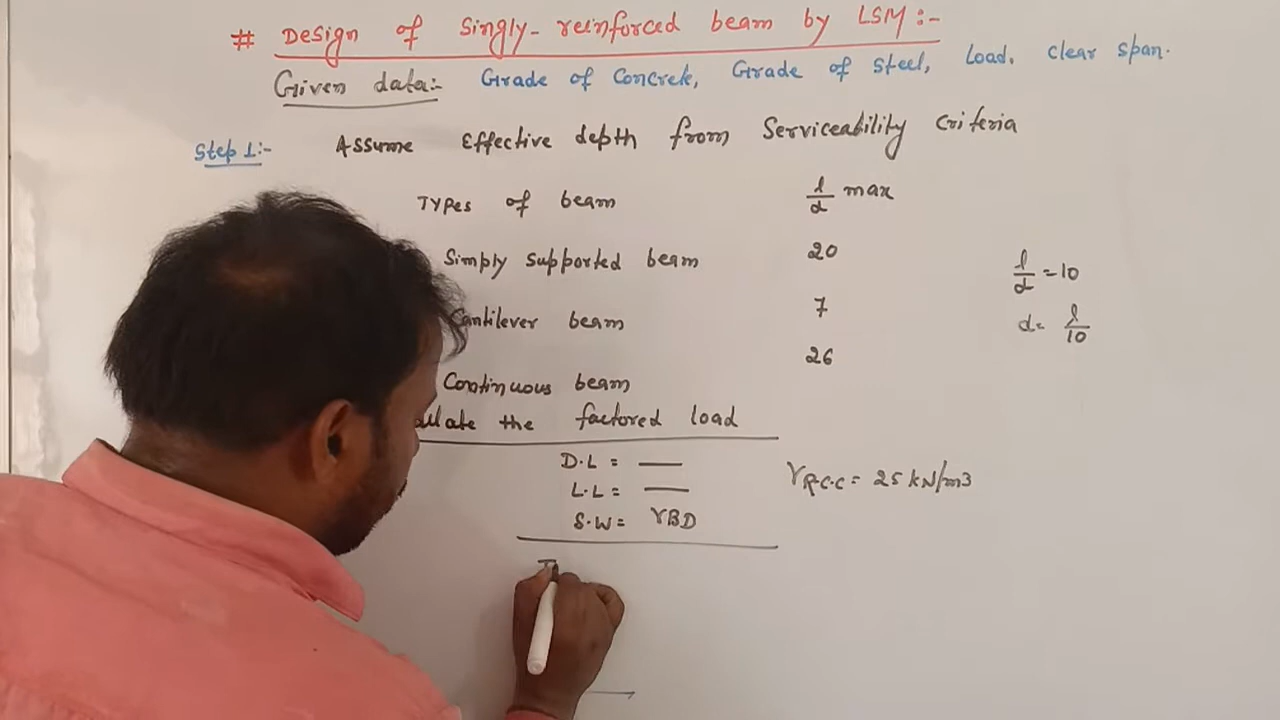 # Design of Singly-reinforced beam by LSM:-
Given data:- Grade of Concrete, Grade of Steel, Load, clear span.
Step 1:- Assume Effective depth from Serviceability Criteria
Types of beam l/d max
Simply supported beam 20
l/d = 10
Cantilever beam 7
d = l/10
26
Continuous beam
the factored load
D.L =
L.L =
γR.C.C = 25 kN/m3
S.W = γBD